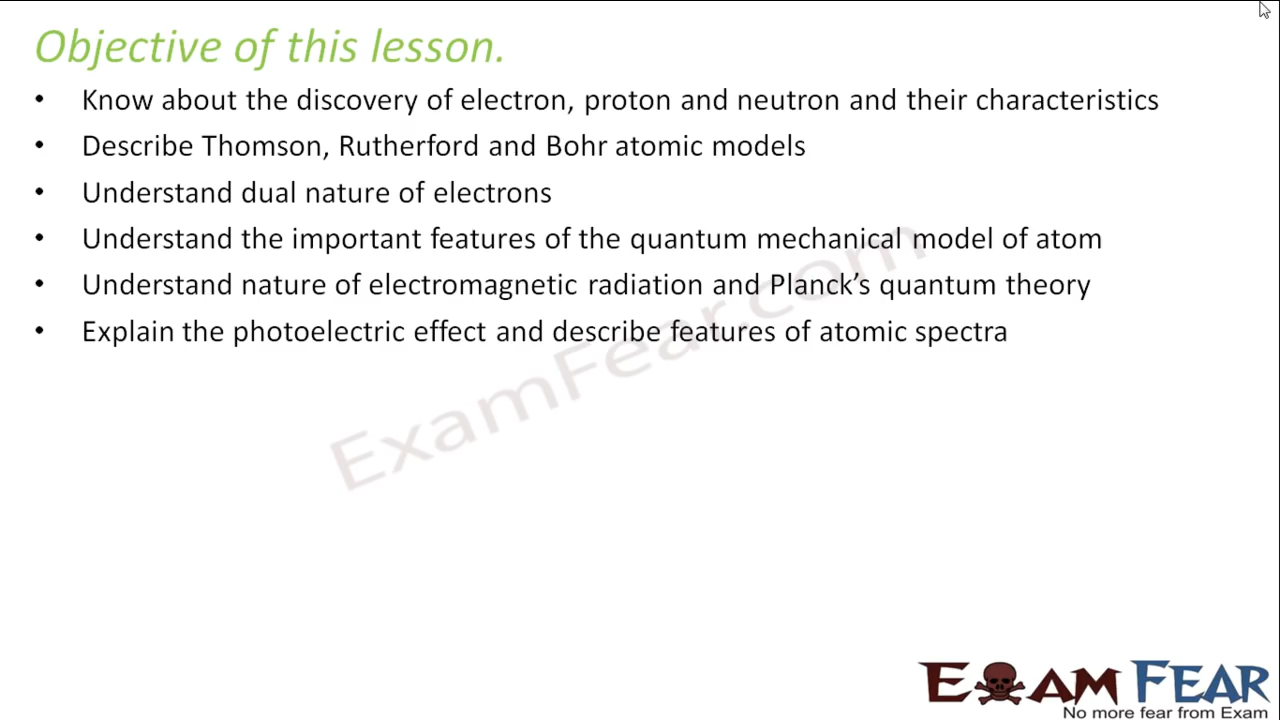 Objective of this lesson.
• Know about the discovery of electron, proton and neutron and their characteristics
• Describe Thomson, Rutherford and Bohr atomic models
• Understand dual nature of electrons
• Understand the important features of the quantum mechanical model of atom
• Understand nature of electromagnetic radiation and Planck’s quantum theory
• Explain the photoelectric effect and describe features of atomic spectra
ExamFear.com
EXAM FEAR
No more fear from Exam